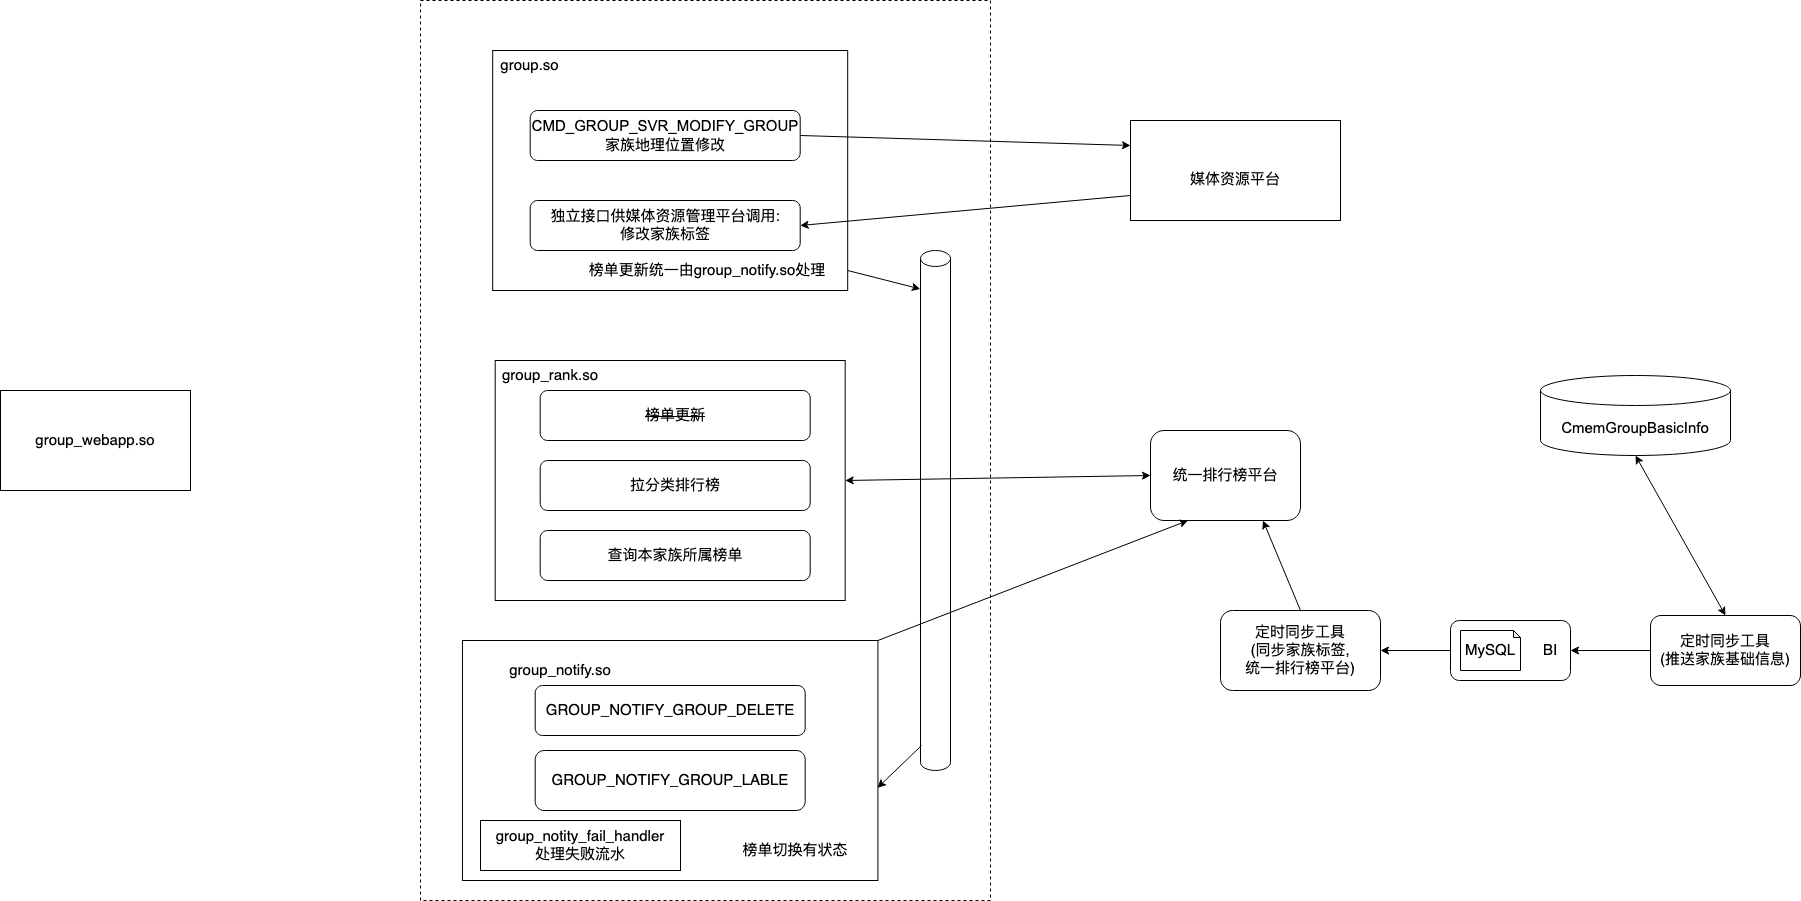 group.so
CMD_GROUP_SVR_MODIFY_GROUP
家族地理位置修改
独立接口供媒体资源管理平台调用:
修改家族标签
榜单更新统一由group_notify.so处理
媒体资源平台
group_webapp.so
group_rank.so
榜单更新
拉分类排行榜
查询本家族所属榜单
统一排行榜平台
CmemGroupBasicInfo
group_notify.so
GROUP_NOTIFY_GROUP_DELETE
GROUP_NOTIFY_GROUP_LABLE
group_notity_fail_handler
处理失败流水
榜单切换有状态
定时同步工具
(同步家族标签,
统一排行榜平台)
MySQL
BI
定时同步工具
(推送家族基础信息)